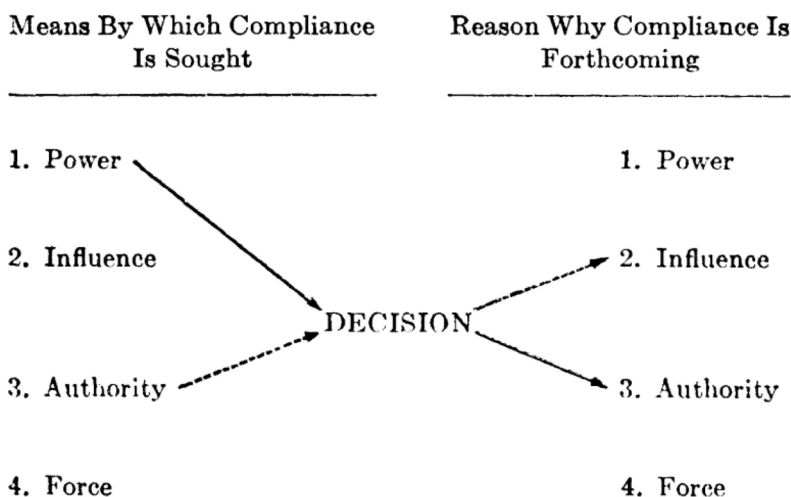 Means By Which Compliance
Is Sought
Reason Why Compliance Is
Forthcoming
1. Power
2. Influence
3. Authority
4. Force
DECISION
1. Power
2. Influence
3. Authority
4. Force